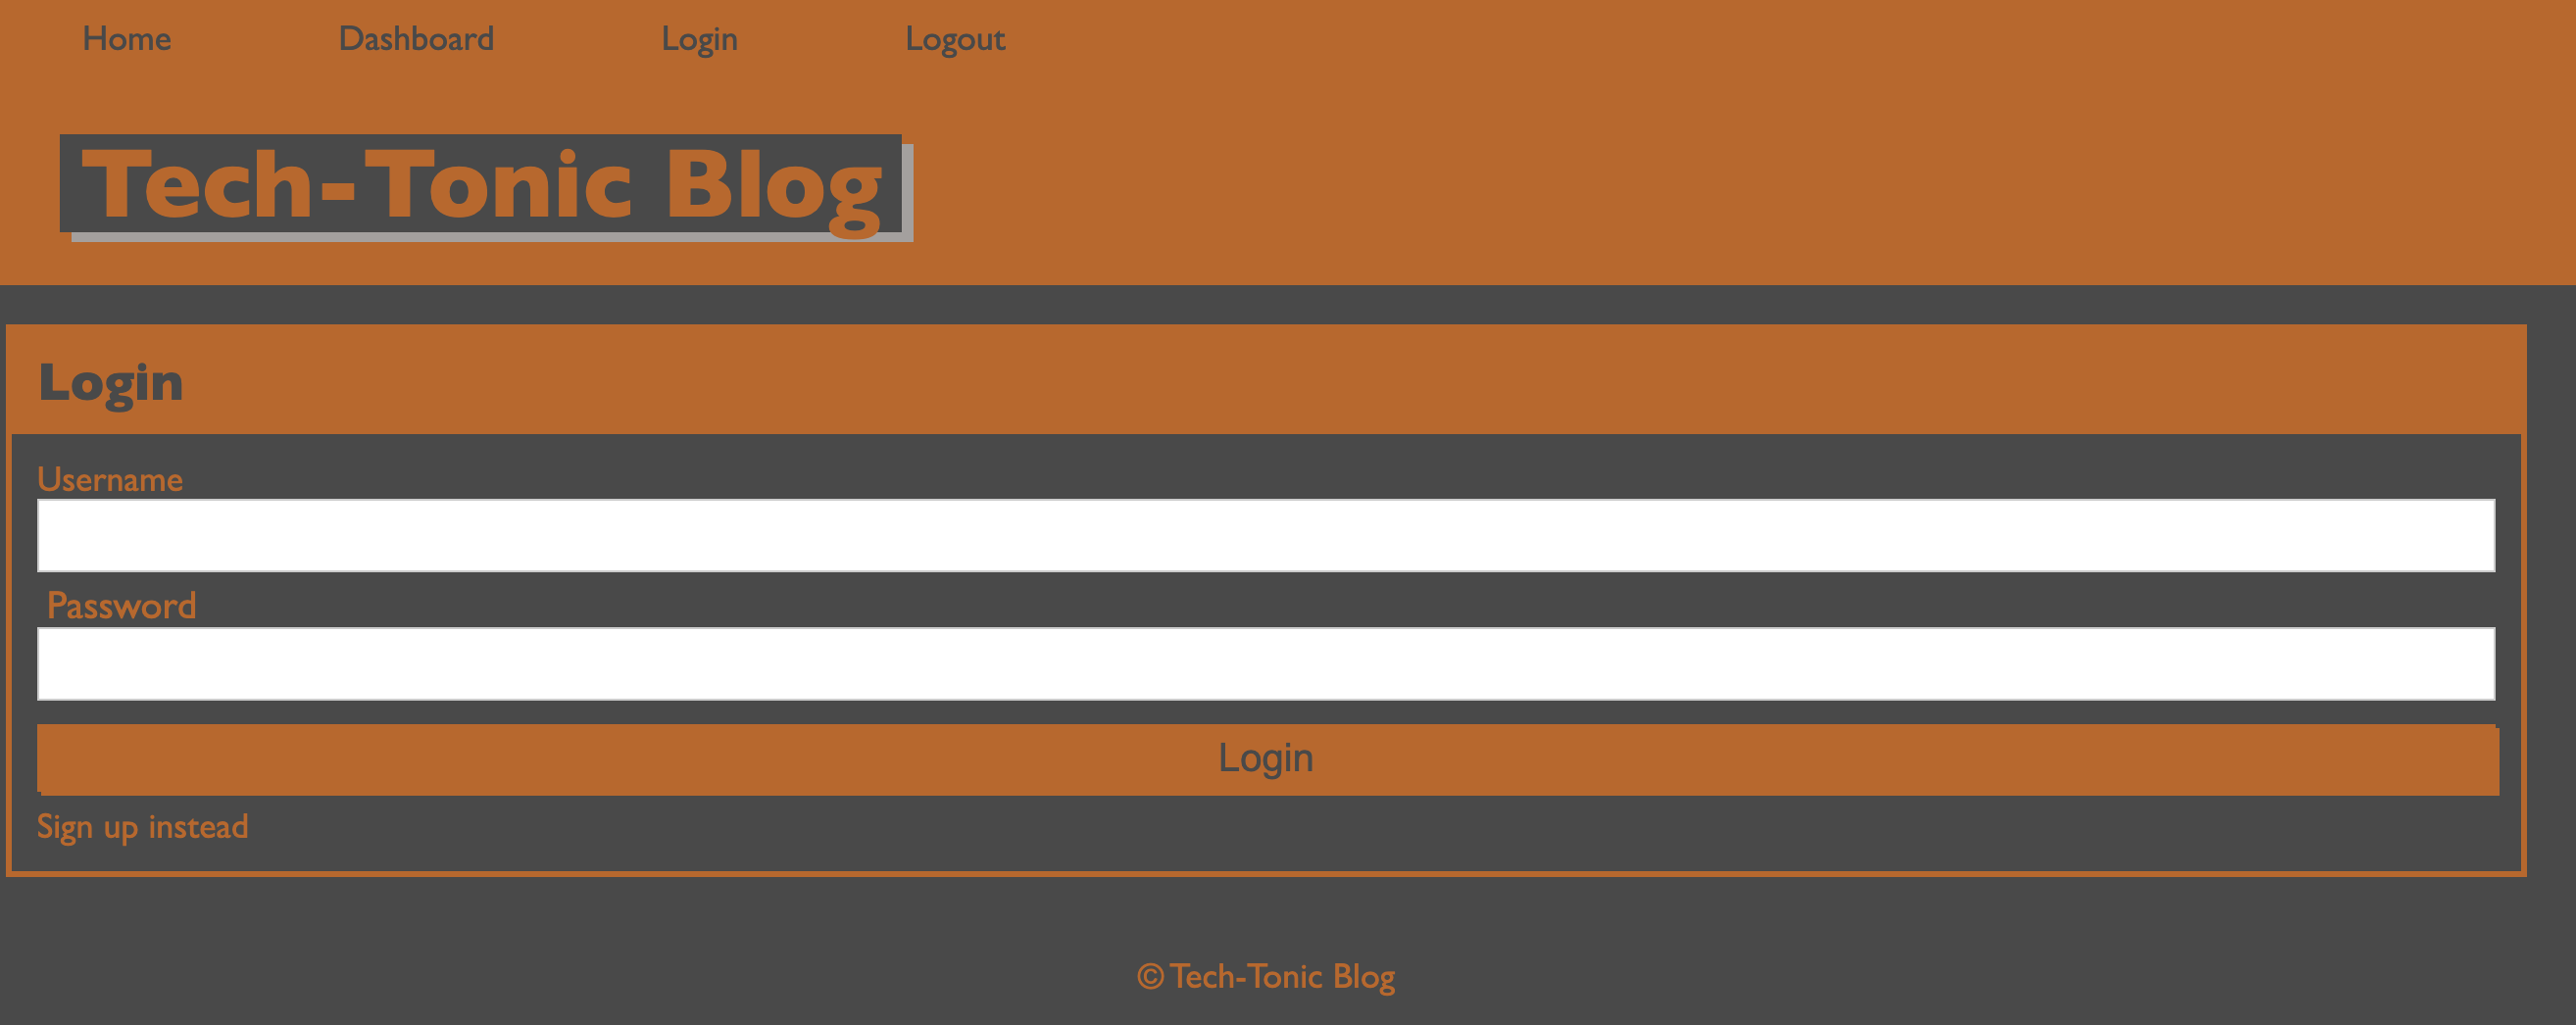 Home Dashboard Login Logout
Tech-Tonic Blog
Login
Username
Password
Login
Sign up instead
© Tech-Tonic Blog